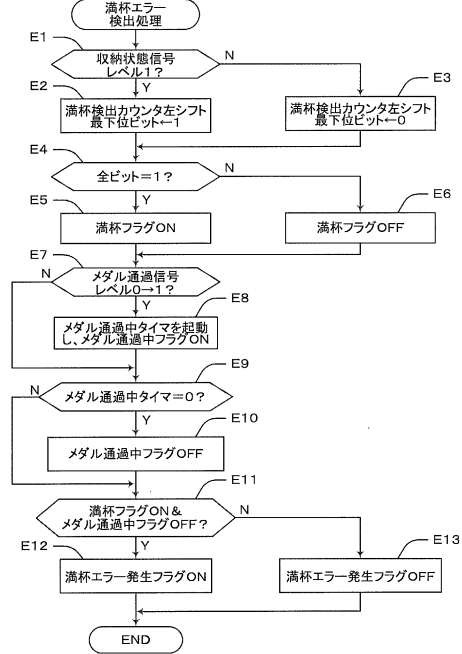 満杯エラー
検出処理
E1
収納状態信号
レベル1?
N
Y
E2
満杯検出カウンタ左シフト
最下位ビット←1
E3
満杯検出カウンタ左シフト
最下位ビット←0
E4
全ビット=1?
N
Y
E5
満杯フラグON
E6
満杯フラグOFF
E7
メダル通過信号
レベル0→1?
N
Y
E8
メダル通過中タイマを起動
し、メダル通過中フラグON
E9
メダル通過中タイマ=0?
N
Y
E10
メダル通過中フラグOFF
E11
満杯フラグON&
メダル通過中フラグOFF?
N
Y
E12
満杯エラー発生フラグON
E13
満杯エラー発生フラグOFF
END